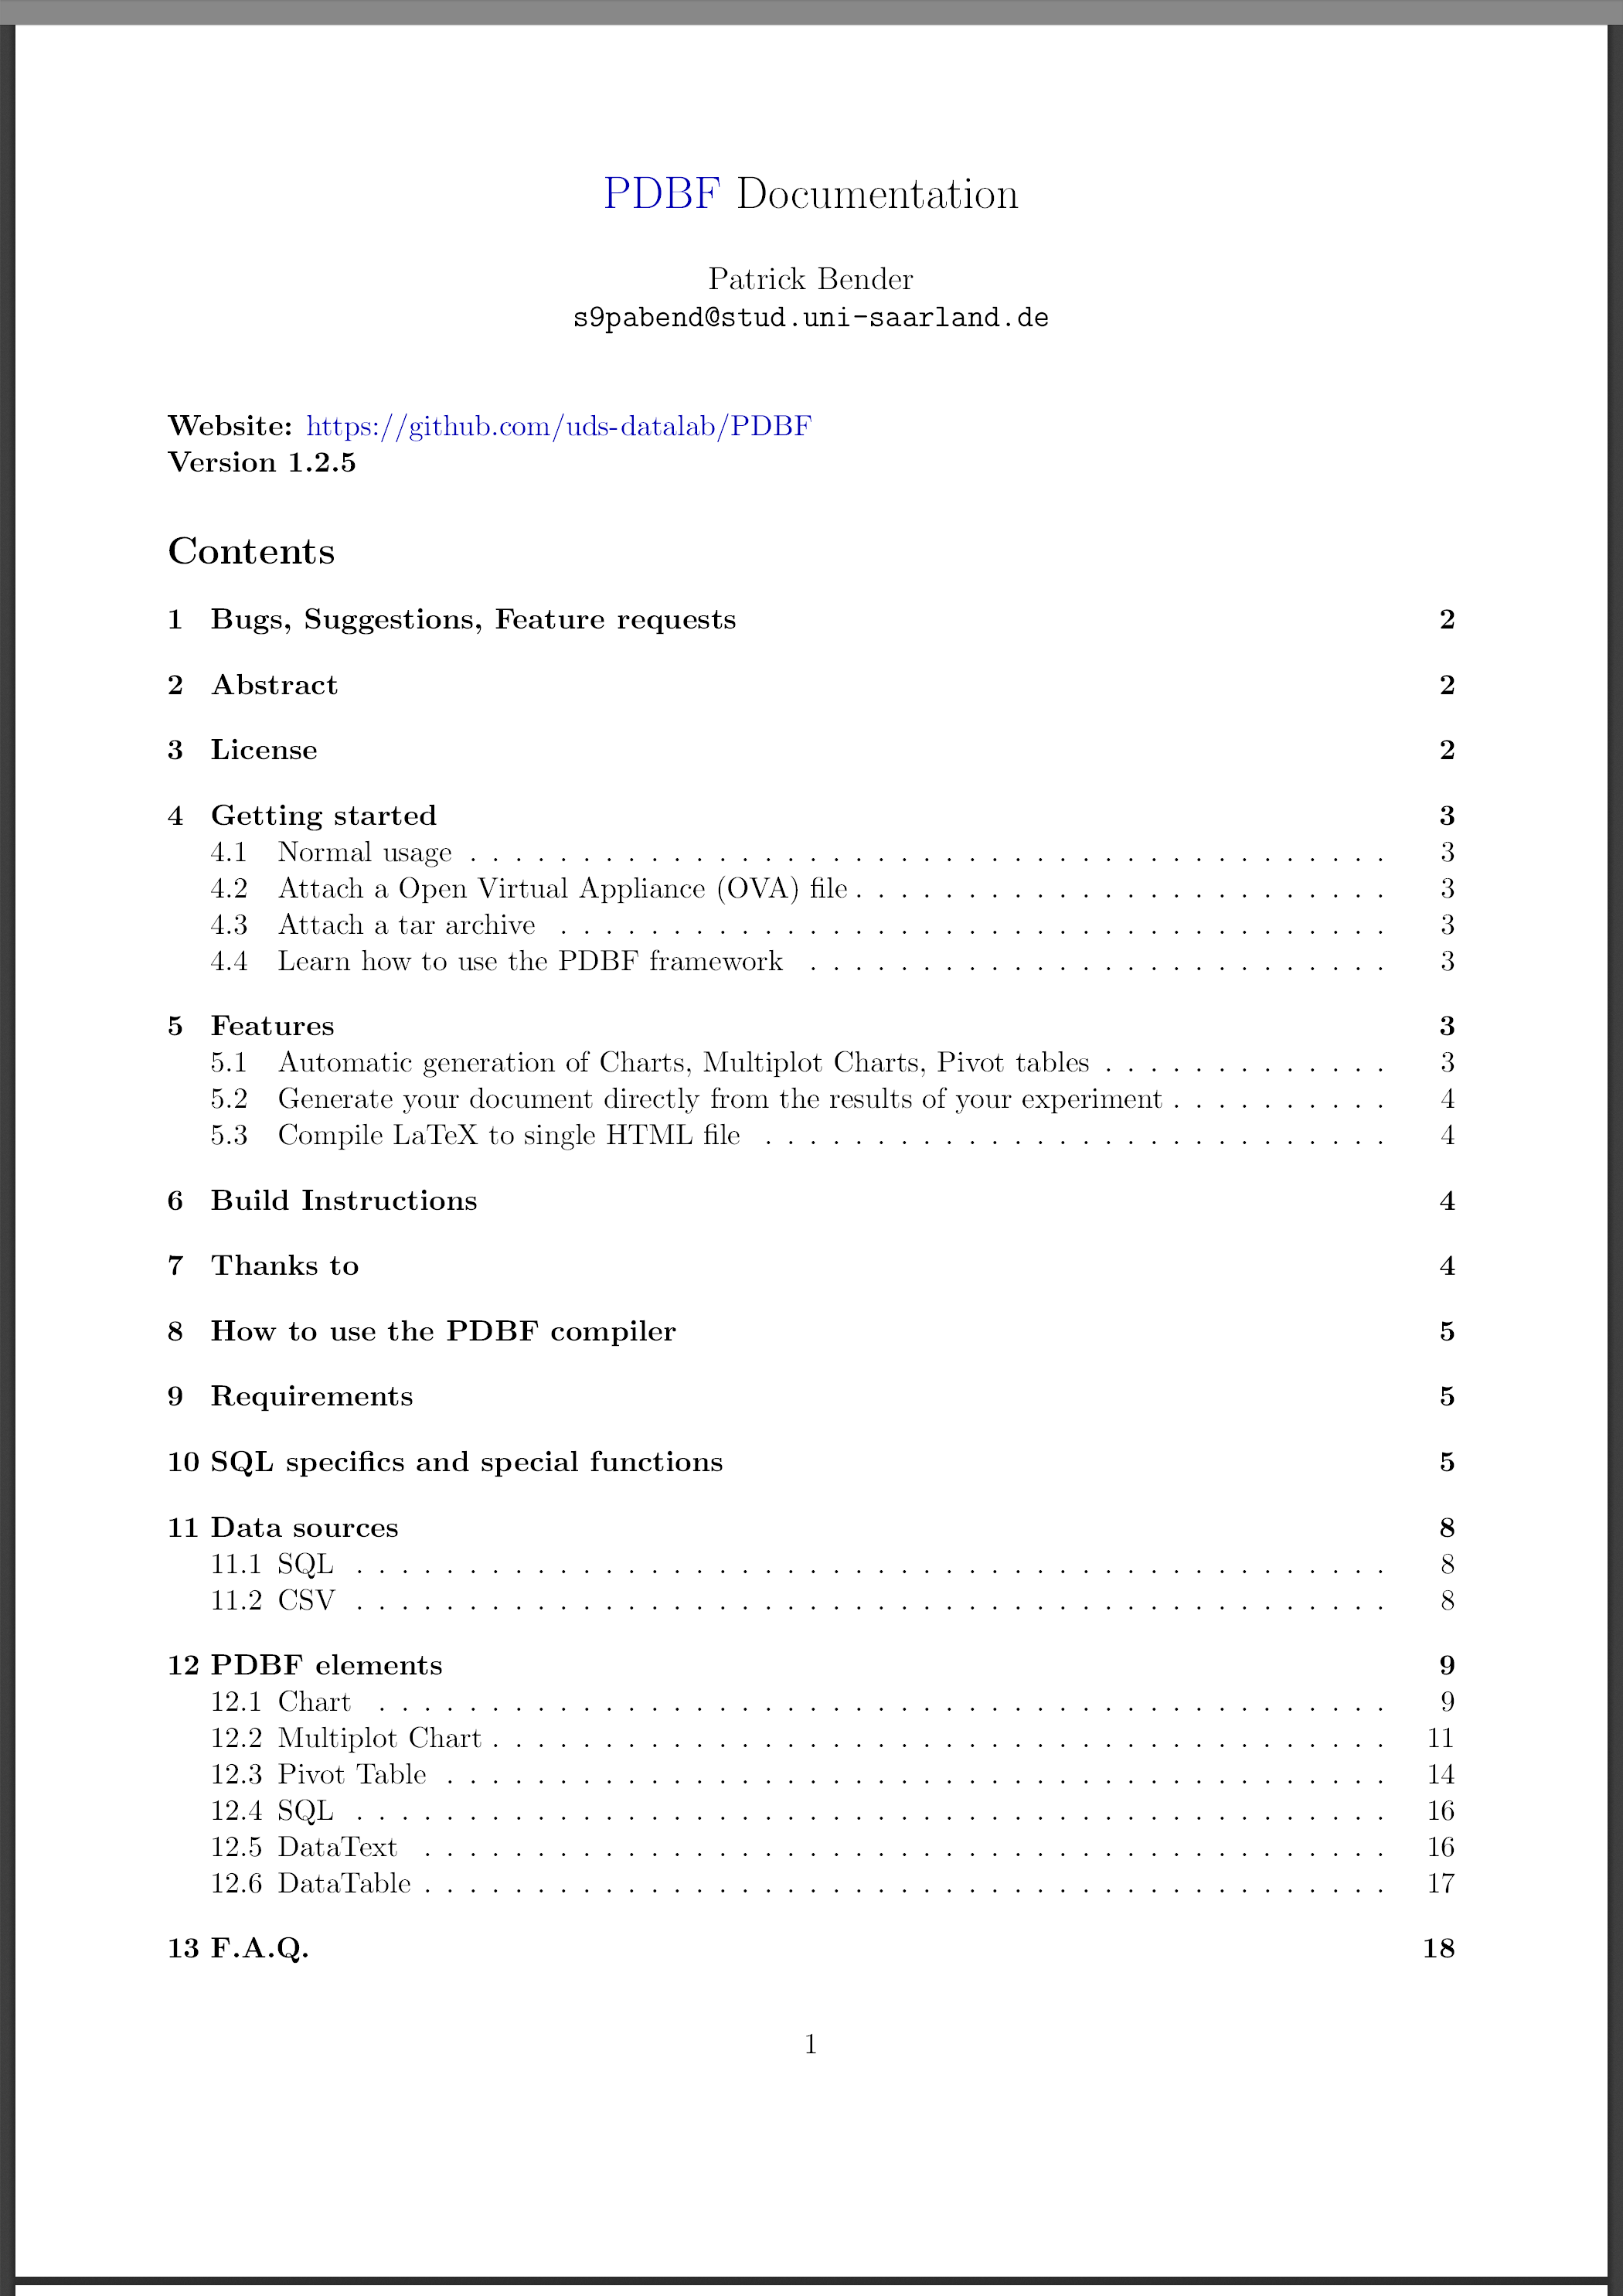 PDBF Documentation
Patrick Bender
s9pabend@stud.uni-saarland.de
Website: https://github.com/uds-datalab/PDBF
Version 1.2.5
Contents
1 Bugs, Suggestions, Feature requests 2
2 Abstract 2
3 License 2
4 Getting started 3
4.1 Normal usage . . . . . . . . . . . . . . . . . . . . . . . . . . . . . . . . . . . . . . . . . 3
4.2 Attach a Open Virtual Appliance (OVA) file . . . . . . . . . . . . . . . . . . . . . . . . 3
4.3 Attach a tar archive . . . . . . . . . . . . . . . . . . . . . . . . . . . . . . . . . . . . . 3
4.4 Learn how to use the PDBF framework . . . . . . . . . . . . . . . . . . . . . . . . . . 3
5 Features 3
5.1 Automatic generation of Charts, Multiplot Charts, Pivot tables . . . . . . . . . . . . . 3
5.2 Generate your document directly from the results of your experiment . . . . . . . . . . 4
5.3 Compile LaTeX to single HTML file . . . . . . . . . . . . . . . . . . . . . . . . . . . . 4
6 Build Instructions 4
7 Thanks to 4
8 How to use the PDBF compiler 5
9 Requirements 5
10 SQL specifics and special functions 5
11 Data sources 8
11.1 SQL . . . . . . . . . . . . . . . . . . . . . . . . . . . . . . . . . . . . . . . . . . . . . . 8
11.2 CSV . . . . . . . . . . . . . . . . . . . . . . . . . . . . . . . . . . . . . . . . . . . . . . 8
12 PDBF elements 9
12.1 Chart . . . . . . . . . . . . . . . . . . . . . . . . . . . . . . . . . . . . . . . . . . . . . 9
12.2 Multiplot Chart . . . . . . . . . . . . . . . . . . . . . . . . . . . . . . . . . . . . . . . . 11
12.3 Pivot Table . . . . . . . . . . . . . . . . . . . . . . . . . . . . . . . . . . . . . . . . . . 14
12.4 SQL . . . . . . . . . . . . . . . . . . . . . . . . . . . . . . . . . . . . . . . . . . . . . . 16
12.5 DataText . . . . . . . . . . . . . . . . . . . . . . . . . . . . . . . . . . . . . . . . . . . 16
12.6 DataTable . . . . . . . . . . . . . . . . . . . . . . . . . . . . . . . . . . . . . . . . . . . 17
13 F.A.Q. 18
1